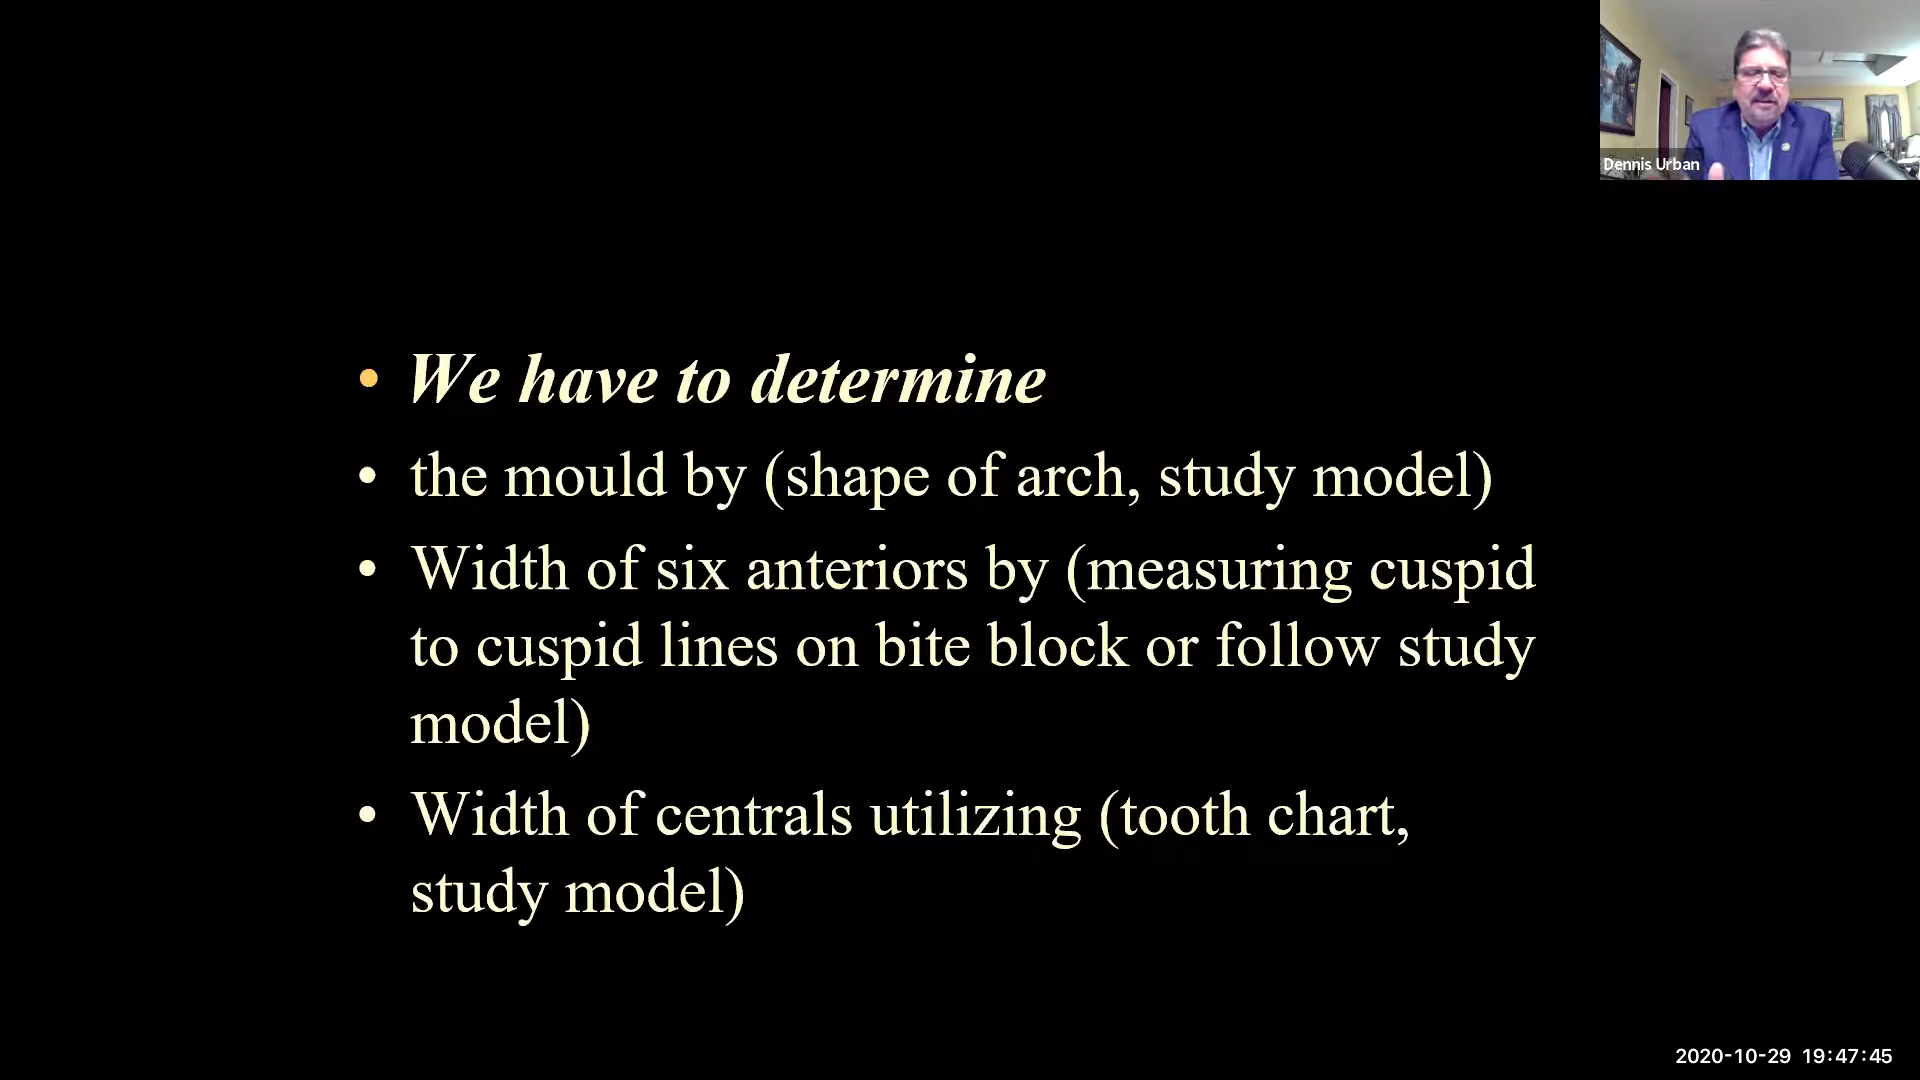 Dennis Urban
• We have to determine
• the mould by (shape of arch, study model)
• Width of six anteriors by (measuring cuspid
to cuspid lines on bite block or follow study
model)
• Width of centrals utilizing (tooth chart,
study model)
2020-10-29 19:47:45